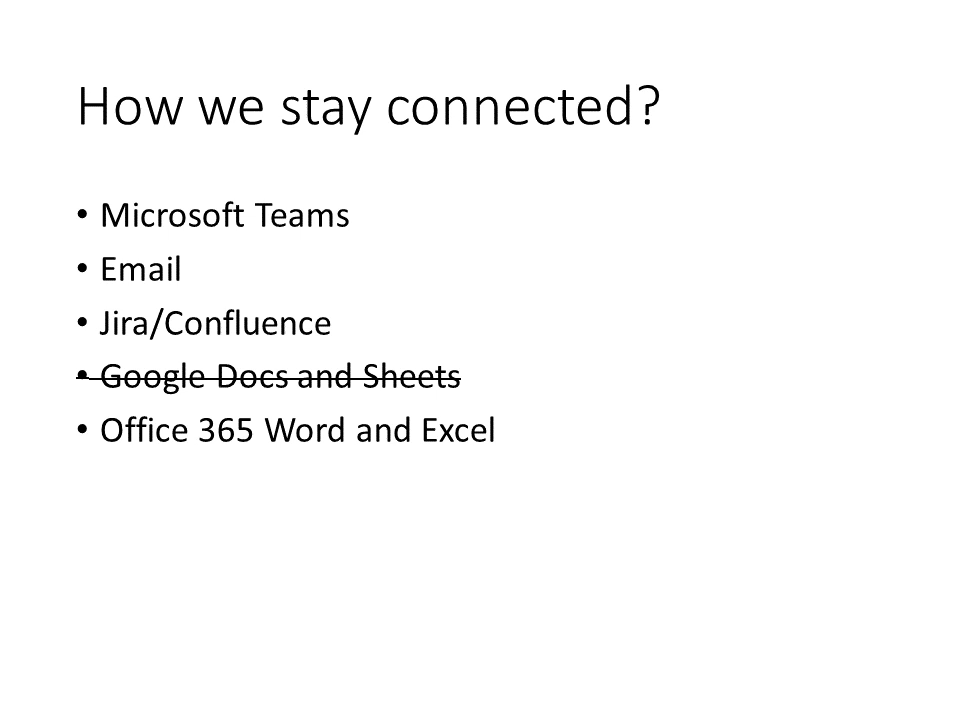 How we stay connected?
• Microsoft Teams
• Email
• Jira/Confluence
• Google Docs and Sheets
• Office 365 Word and Excel